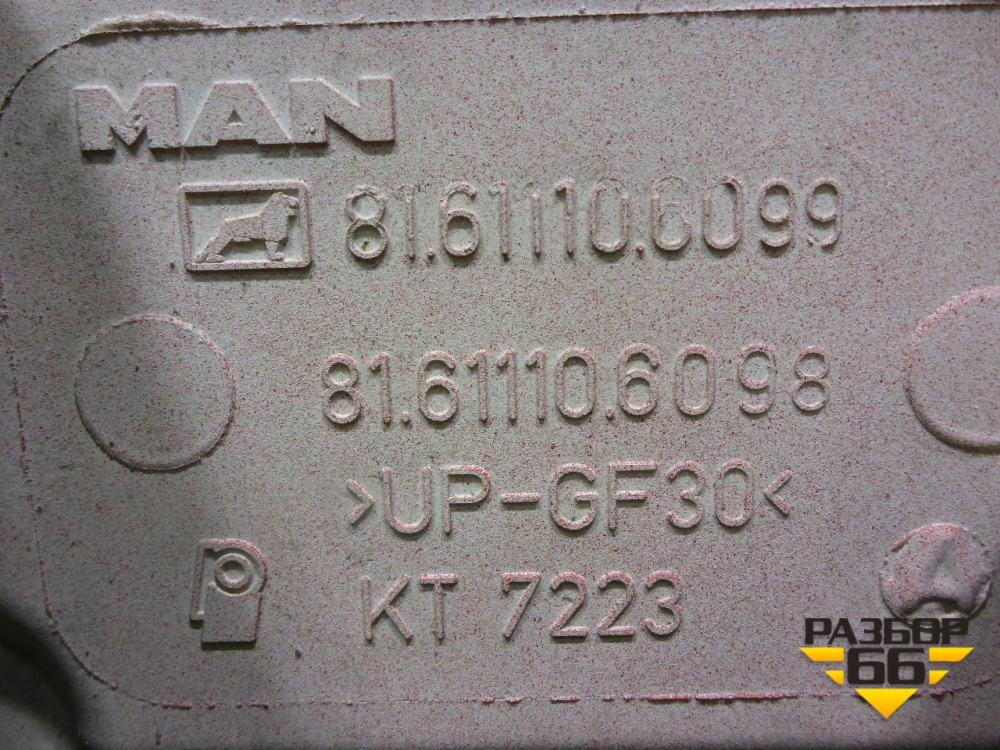 MAN
81.61110.6099
81.61110.6098
>UP-GF30<
KT 7223
A
РАЗБОР
66